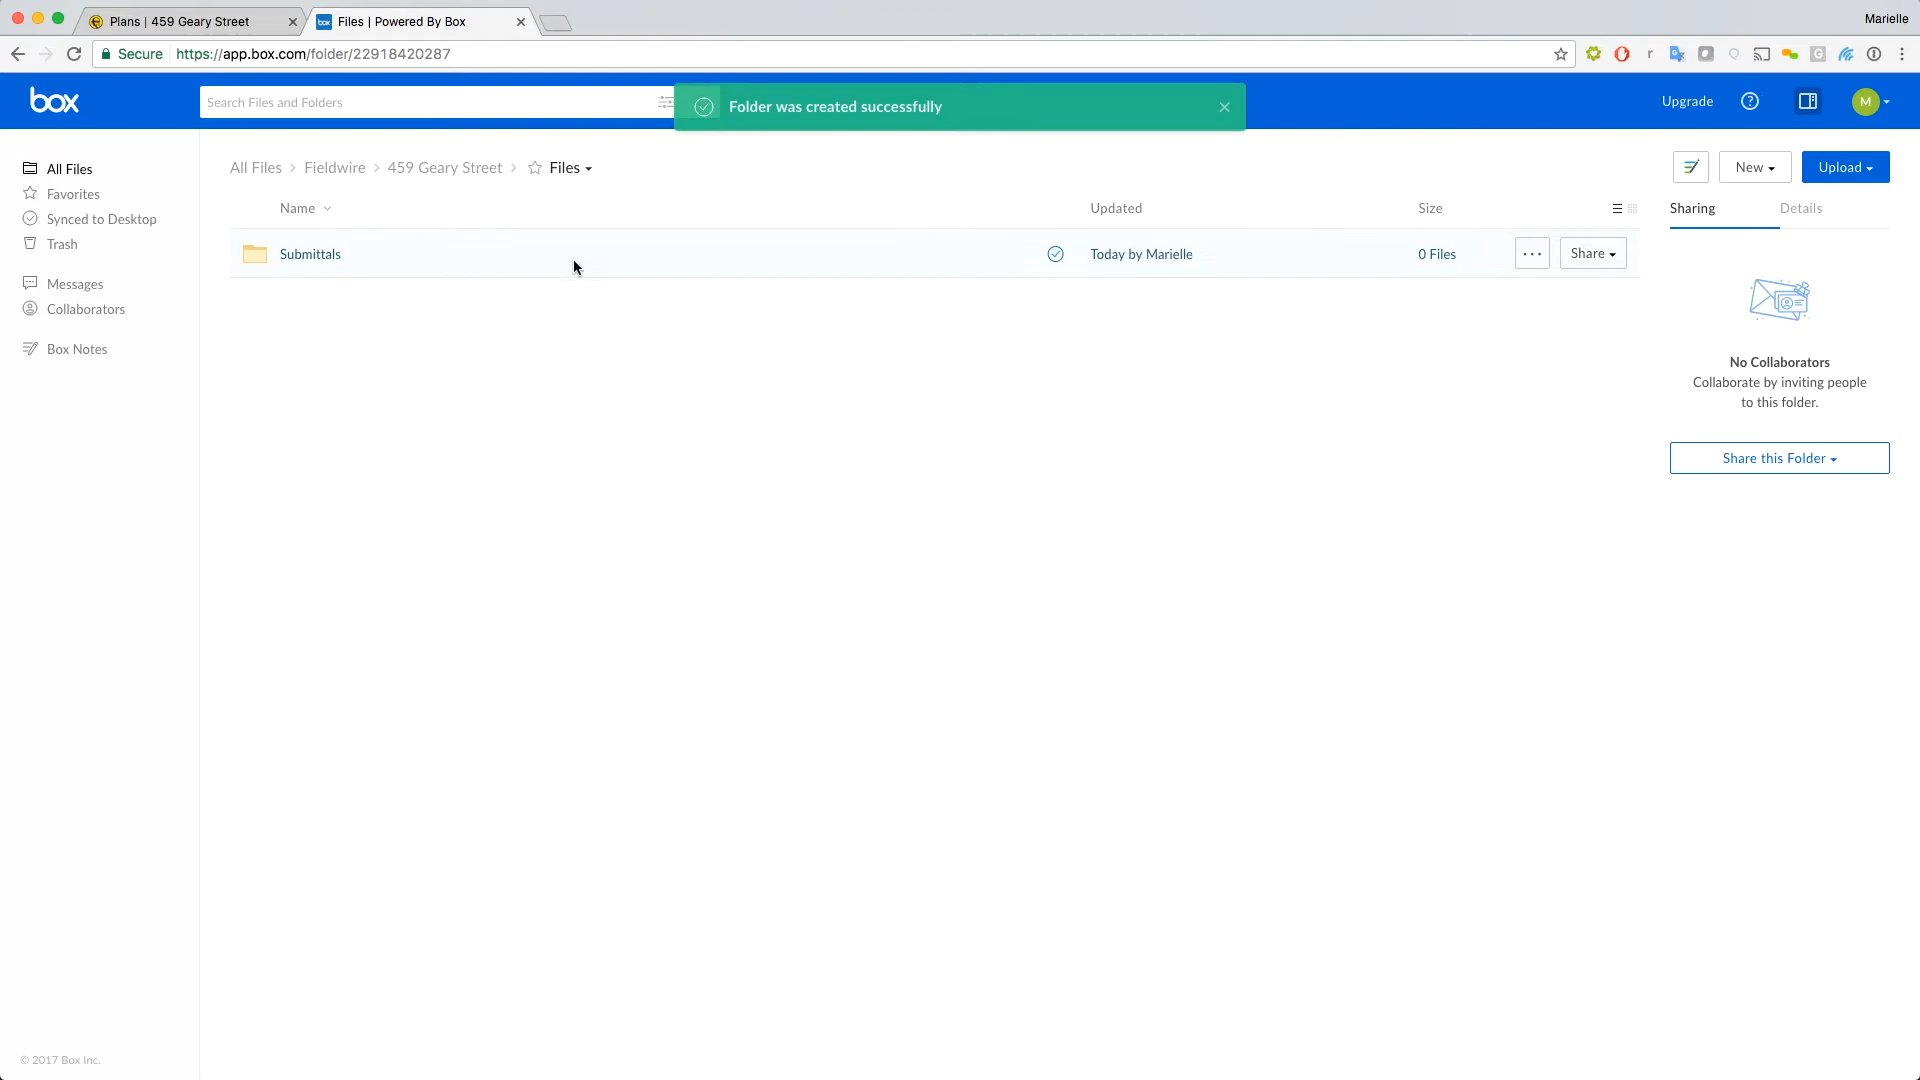 Plans | 459 Geary Street
Files | Powered By Box
Marielle
Secure https://app.box.com/folder/22918420287
box
Search Files and Folders
Folder was created successfully
Upgrade
M
All Files
Favorites
Synced to Desktop
Trash
Messages
Collaborators
Box Notes
All Files > Fieldwire > 459 Geary Street > Files
New
Upload
Name
Updated
Size
Submittals
Today by Marielle
0 Files
...
Share
Sharing
Details
No Collaborators
Collaborate by inviting people
to this folder.
Share this Folder
© 2017 Box Inc.